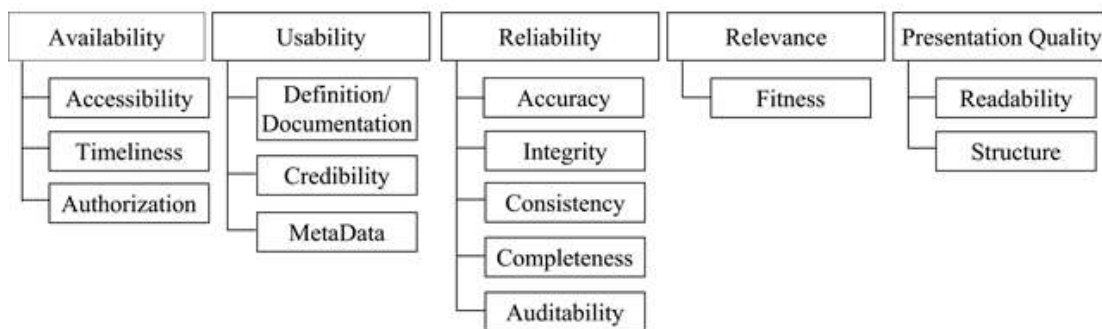 Availability
Accessibility
Timeliness
Authorization
Usability
Definition/
Documentation
Credibility
MetaData
Reliability
Accuracy
Integrity
Consistency
Completeness
Auditability
Relevance
Fitness
Presentation Quality
Readability
Structure